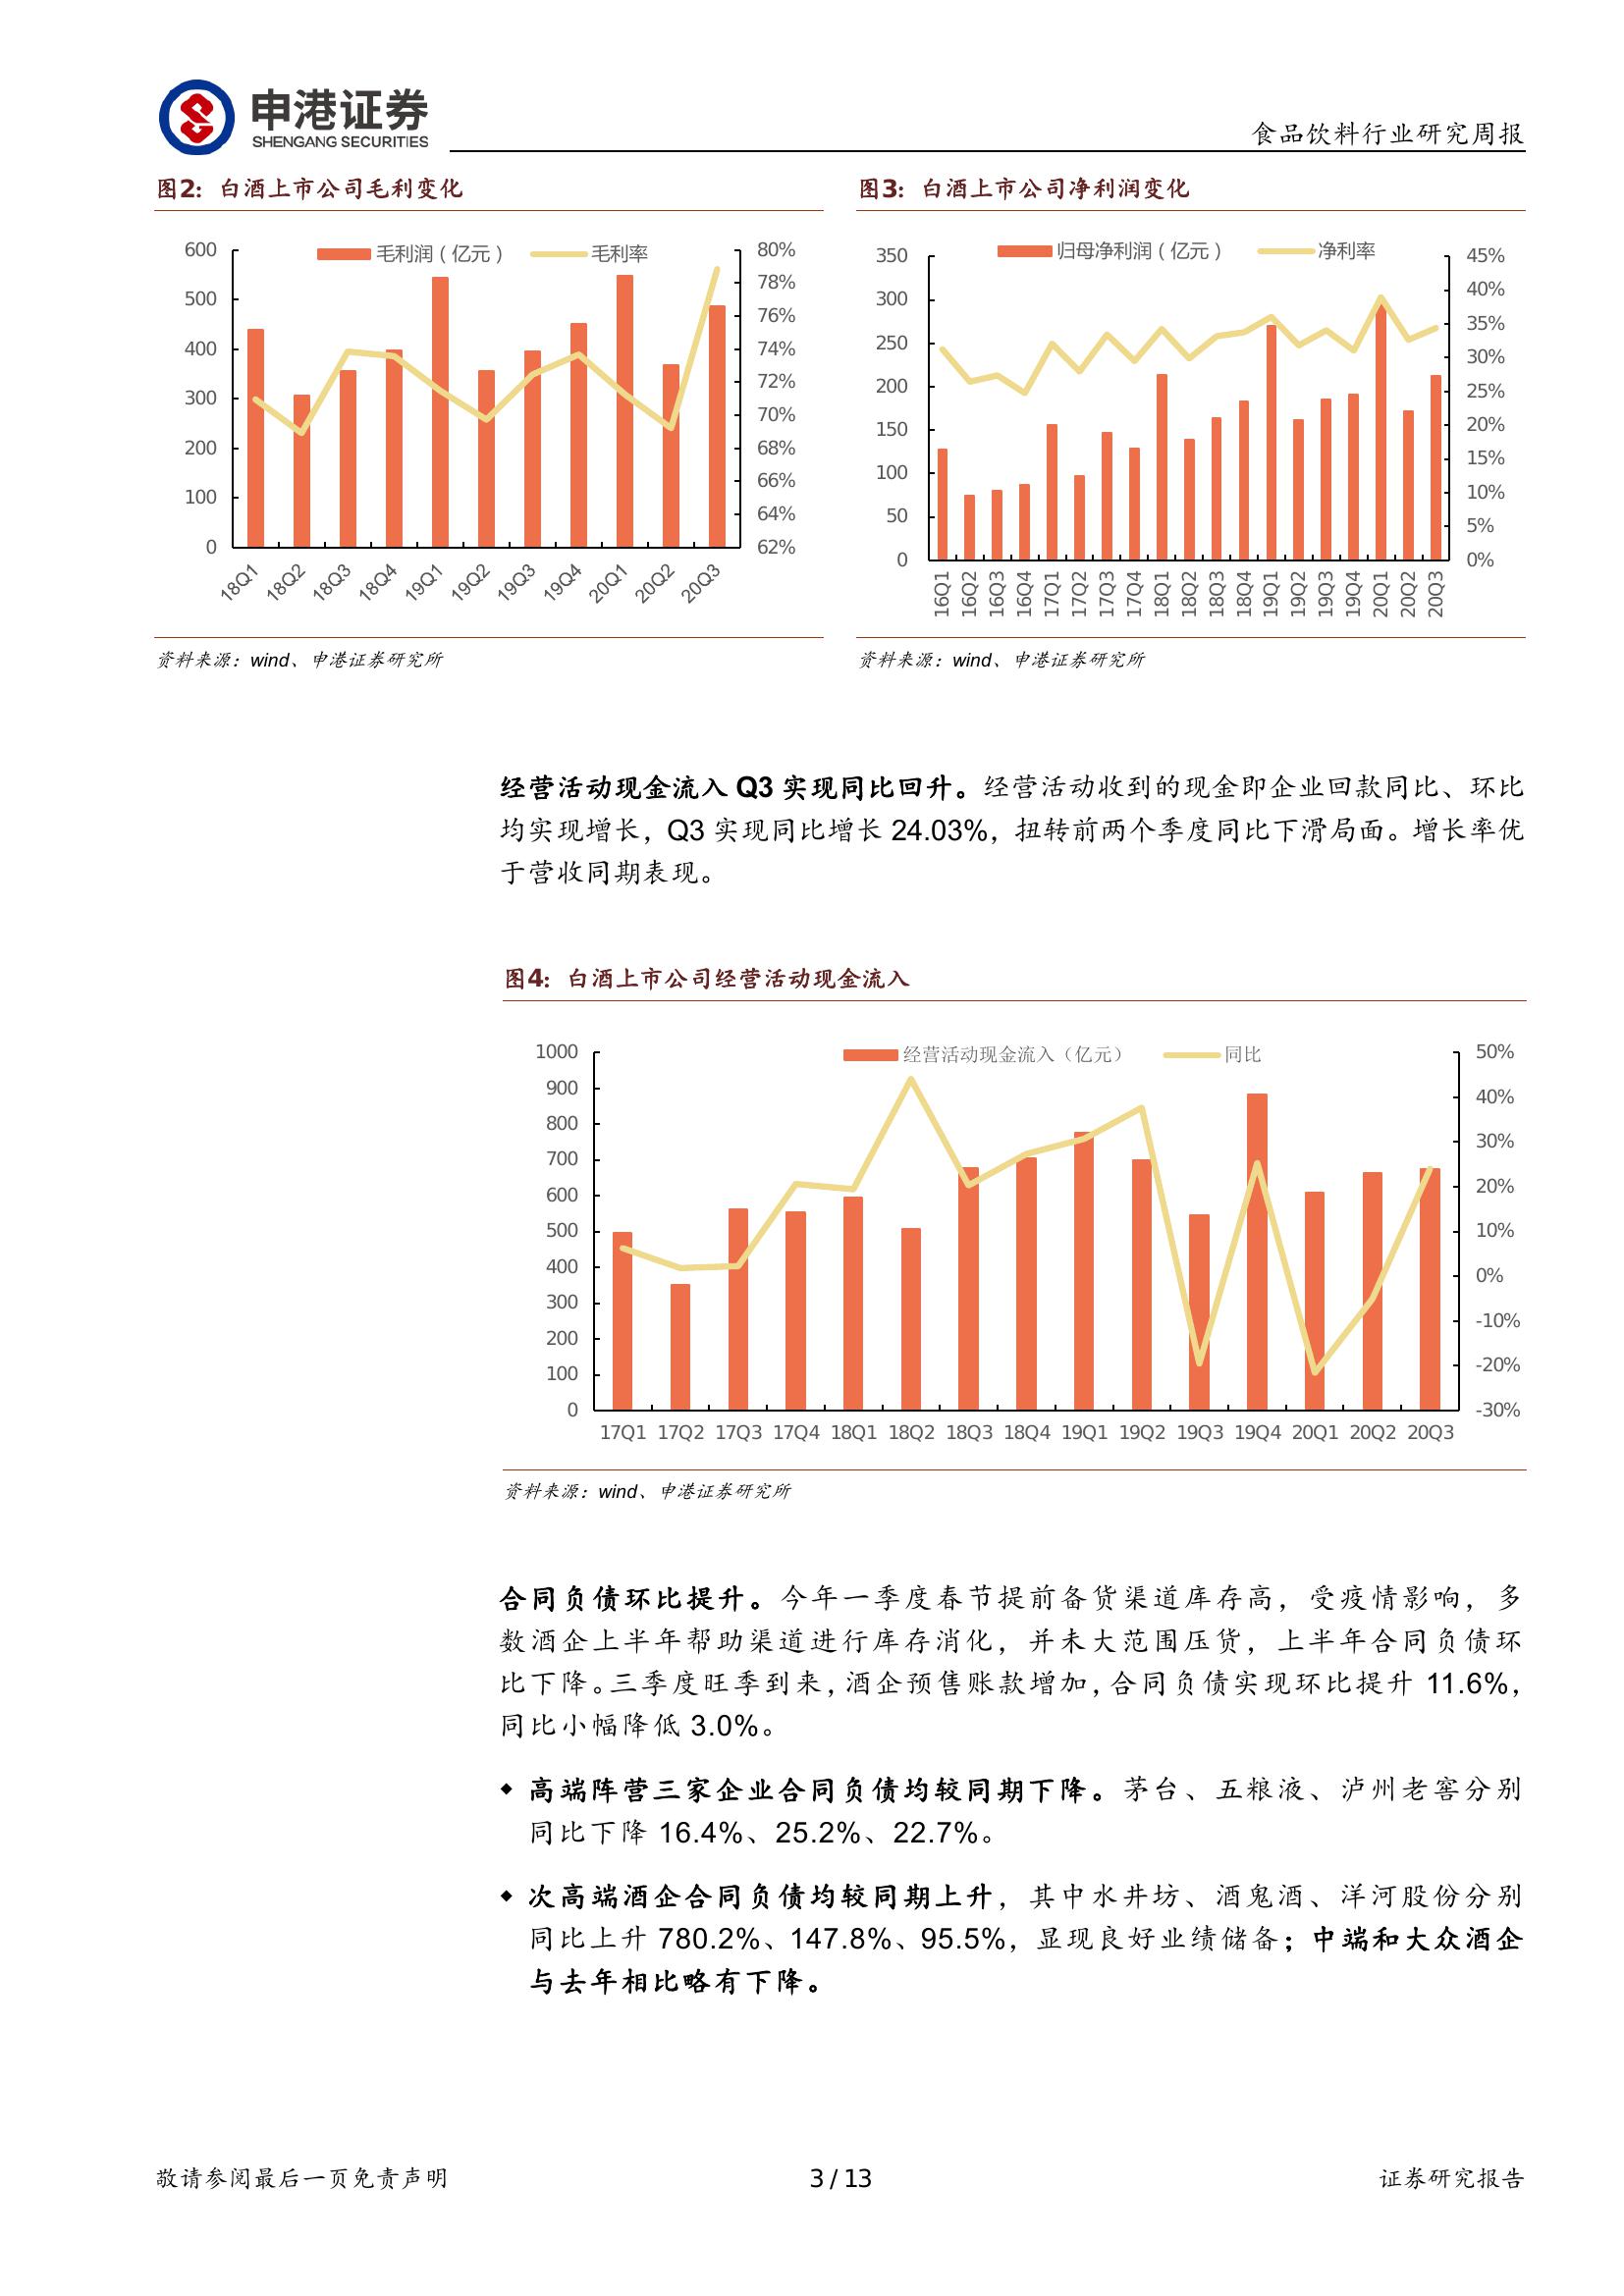 申港证券
SHENGANG SECURITIES
食品饮料行业研究周报
图2：白酒上市公司毛利变化
毛利润（亿元） 毛利率
600
500
400
300
200
100
0
80%
78%
76%
74%
72%
70%
68%
66%
64%
62%
18Q1 18Q2 18Q3 18Q4 19Q1 19Q2 19Q3 19Q4 20Q1 20Q2 20Q3
资料来源：wind、申港证券研究所
图3：白酒上市公司净利润变化
归母净利润（亿元） 净利率
350
300
250
200
150
100
50
0
45%
40%
35%
30%
25%
20%
15%
10%
5%
0%
16Q1 16Q2 16Q3 16Q4 17Q1 17Q2 17Q3 17Q4 18Q1 18Q2 18Q3 18Q4 19Q1 19Q2 19Q3 19Q4 20Q1 20Q2 20Q3
资料来源：wind、申港证券研究所
经营活动现金流入 Q3 实现同比回升。经营活动收到的现金即企业回款同比、环比
均实现增长，Q3 实现同比增长 24.03%，扭转前两个季度同比下滑局面。增长率优
于营收同期表现。
图4：白酒上市公司经营活动现金流入
经营活动现金流入（亿元） 同比
1000
900
800
700
600
500
400
300
200
100
0
50%
40%
30%
20%
10%
0%
-10%
-20%
-30%
17Q1 17Q2 17Q3 17Q4 18Q1 18Q2 18Q3 18Q4 19Q1 19Q2 19Q3 19Q4 20Q1 20Q2 20Q3
资料来源：wind、申港证券研究所
合同负债环比提升。今年一季度春节提前备货渠道库存高，受疫情影响，多
数酒企上半年帮助渠道进行库存消化，并未大范围压货，上半年合同负债环
比下降。三季度旺季到来，酒企预售账款增加，合同负债实现环比提升 11.6%，
同比小幅降低 3.0%。
◆ 高端阵营三家企业合同负债均较同期下降。茅台、五粮液、泸州老窖分别
同比下降 16.4%、25.2%、22.7%。
◆ 次高端酒企合同负债均较同期上升，其中水井坊、酒鬼酒、洋河股份分别
同比上升 780.2%、147.8%、95.5%，显现良好业绩储备；中端和大众酒企
与去年相比略有下降。
敬请参阅最后一页免责声明
3 / 13
证券研究报告